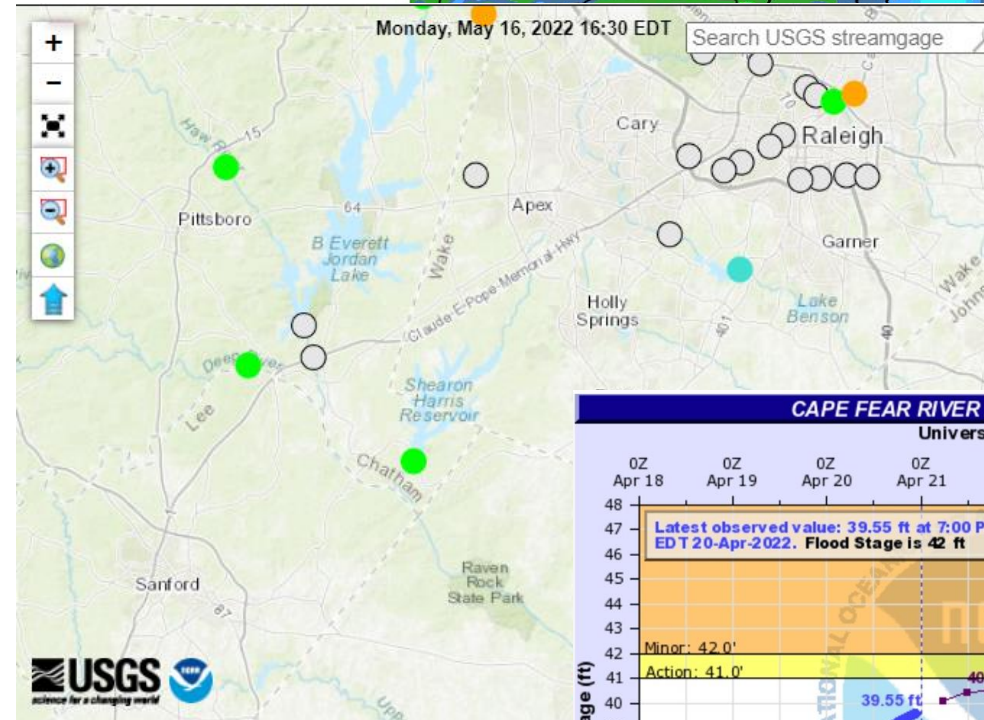 Monday, May 16, 2022 16:30 EDT
Search USGS streamgage
+
−
Haw
15
70
Cary
Raleigh
Apex
64
Pittsboro
B Everett
Jordan
Lake
Wake
Claude-E-Pope-Memorial-Hwy
Garner
Holly
Springs
401
Lake
Benson
Wake
40
Deep River
Lee
Shearon
Harris
Reservoir
Chatham
Raven
Rock
State Park
Sanford
87
USGS
science for a changing world
CAPE FEAR RIVER
Univers
0Z
0Z
0Z
0Z
Apr 18
Apr 19
Apr 20
Apr 21
48
47
46
45
44
43
42
41
40
Latest observed value: 39.55 ft at 7:00 P
EDT 20-Apr-2022. Flood Stage is 42 ft
Minor: 42.0'
Action: 41.0'
39.55 ft
40